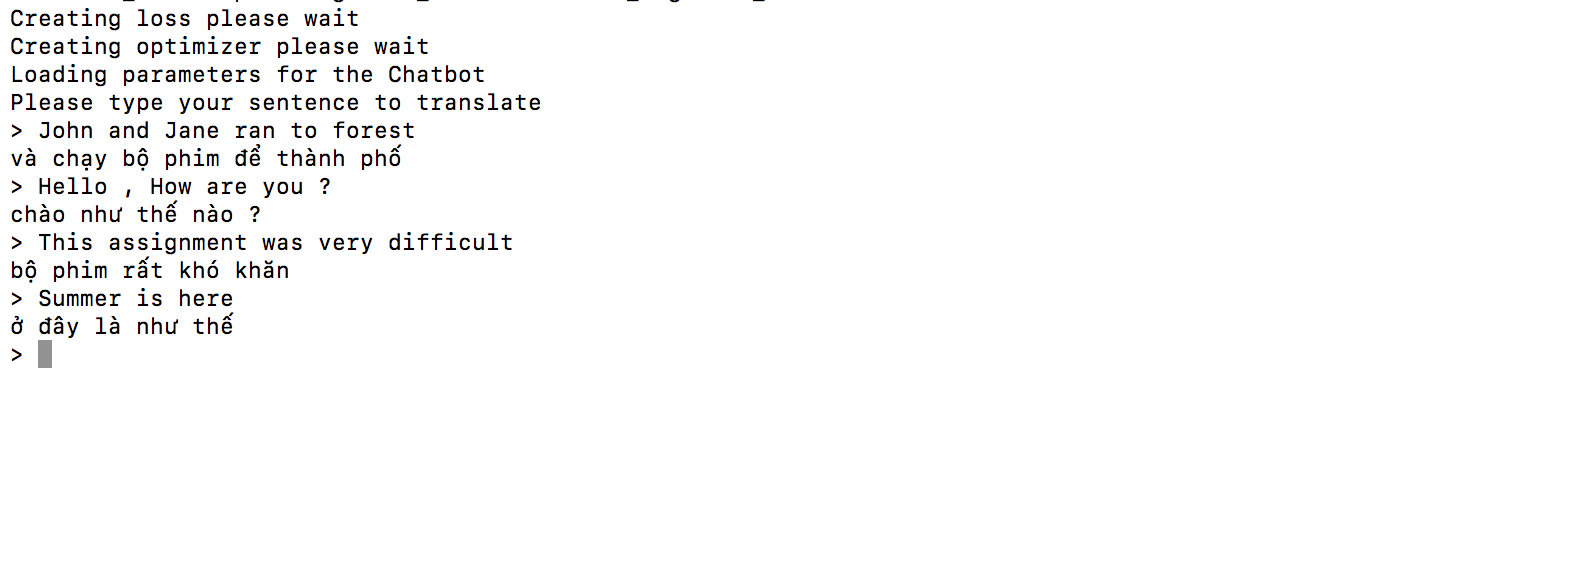 Creating loss please wait
Creating optimizer please wait
Loading parameters for the Chatbot
Please type your sentence to translate
> John and Jane ran to forest
và chạy bộ phim để thành phố
> Hello , How are you ?
chào như thế nào ?
> This assignment was very difficult
bộ phim rất khó khăn
> Summer is here
ở đây là như thế
>